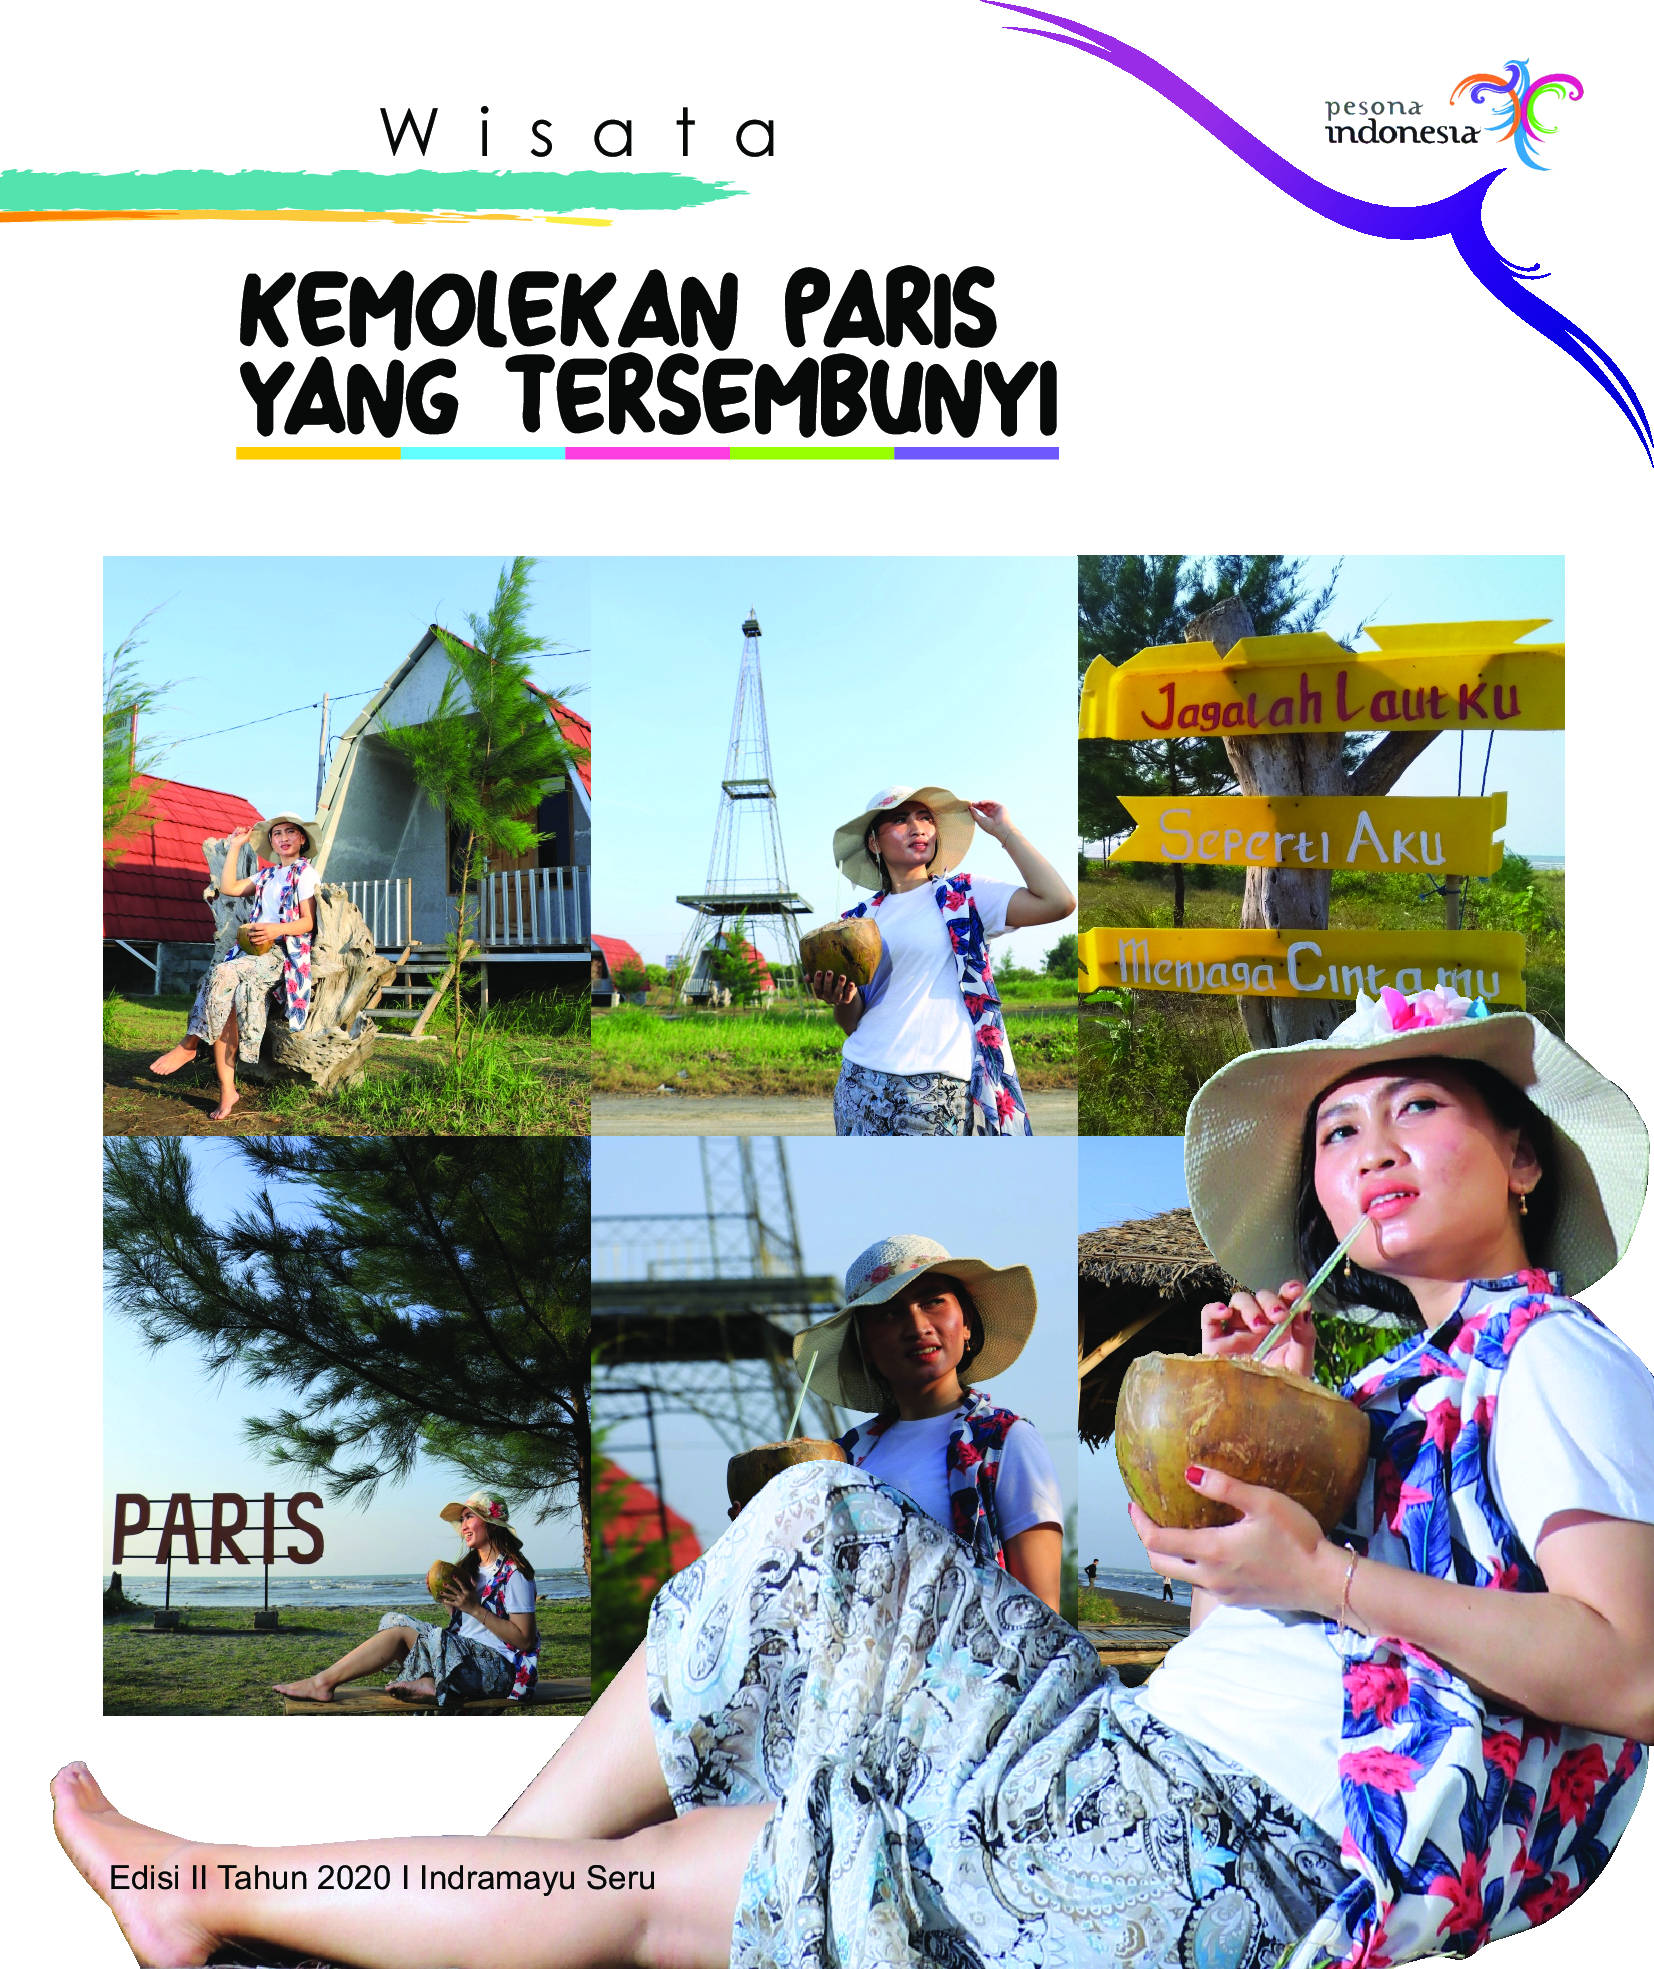 Wisata
pesona
indonesia
KEMOLEKAN PARIS
YANG TERSEMBUNYI
Jagalah Laut Ku
Seperti Aku
Menjaga Cintamu
PARIS
Edisi II Tahun 2020 I Indramayu Seru